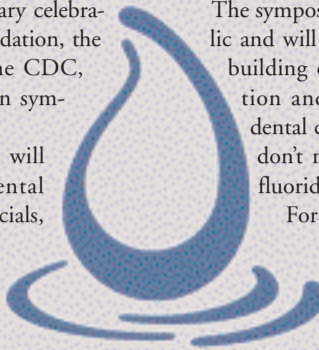 ary celebra-
dation, the
he CDC,
n sym-
will
ental
cials,
The sympos
lic and will
building
tion and
dental
don't
fluorid
For